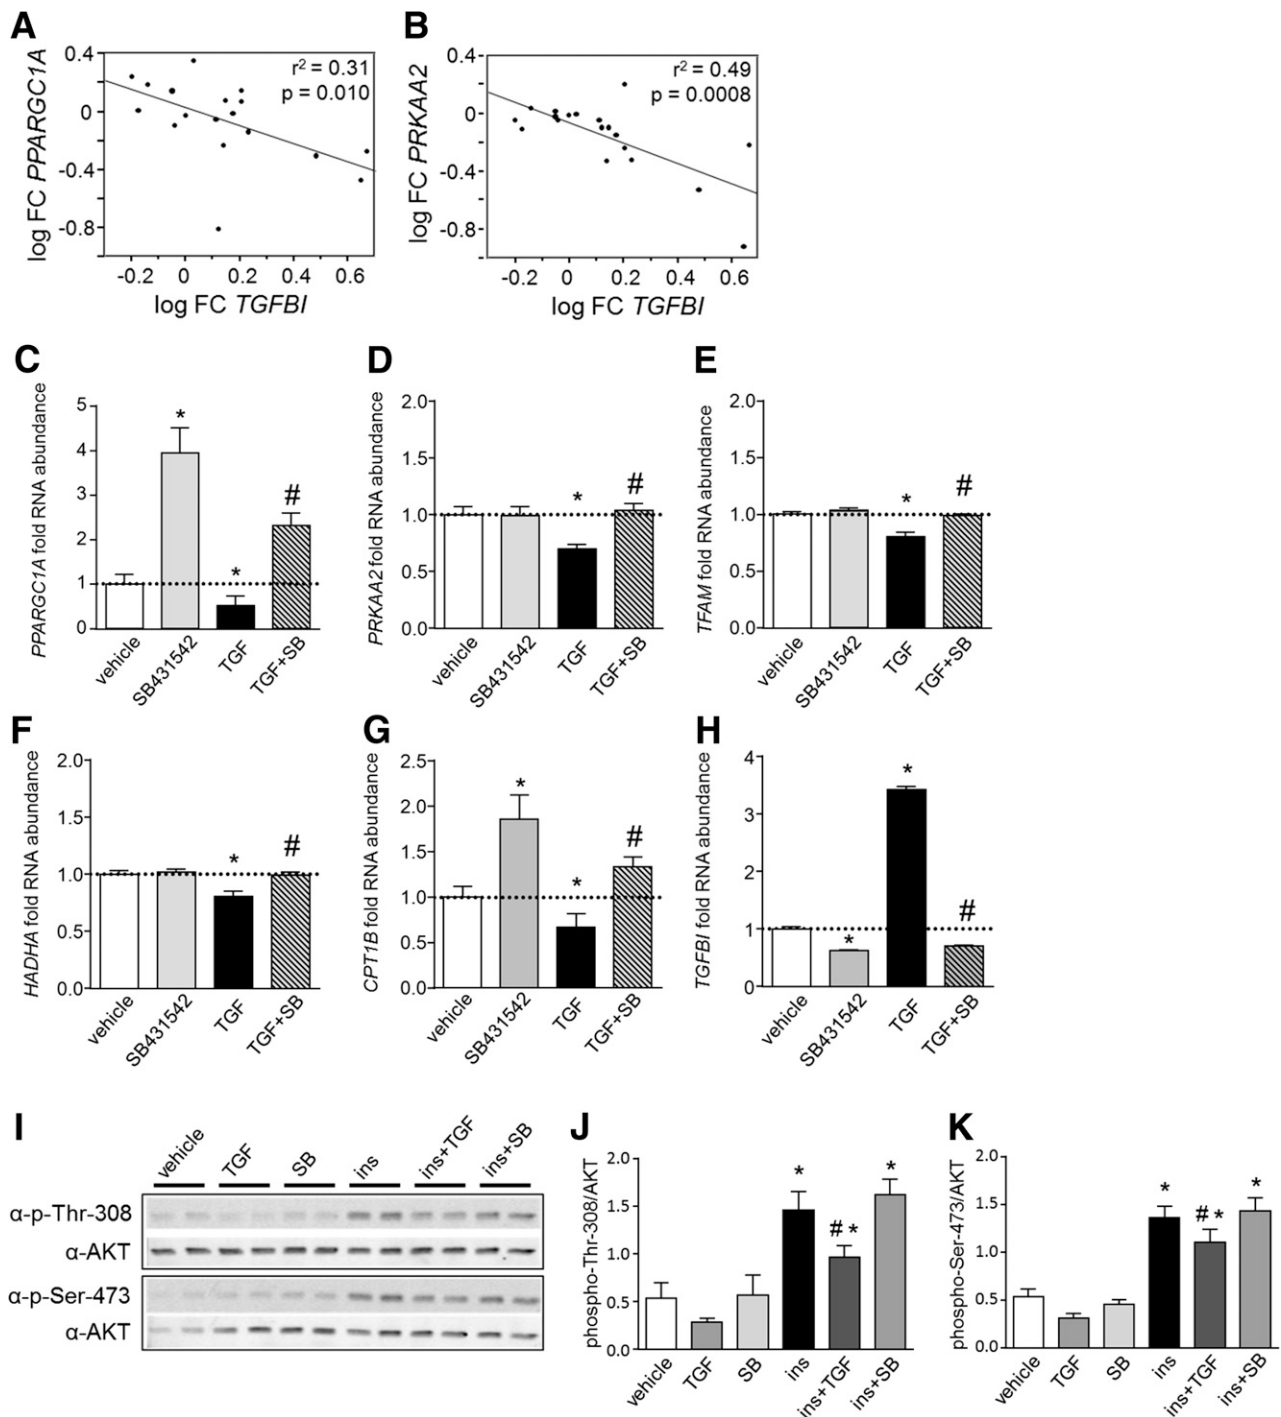 A
log FC PPARGC1A
0.4
0
-0.4
-0.8
r² = 0.31
p = 0.010
-0.2 0 0.2 0.4 0.6
log FC TGFBI
B
log FC PRKAA2
0.4
0
-0.4
-0.8
r² = 0.49
p = 0.0008
-0.2 0 0.2 0.4 0.6
log FC TGFBI
C
PPARGC1A fold RNA abundance
5
4
3
2
1
0
*
*
#
vehicle SB431542 TGF TGF+SB
D
PRKAA2 fold RNA abundance
2.0
1.5
1.0
0.5
0.0
*
#
vehicle SB431542 TGF TGF+SB
E
TFAM fold RNA abundance
2.0
1.5
1.0
0.5
0.0
*
#
vehicle SB431542 TGF TGF+SB
F
HADHA fold RNA abundance
2.0
1.5
1.0
0.5
0.0
*
#
vehicle SB431542 TGF TGF+SB
G
CPT1B fold RNA abundance
2.5
2.0
1.5
1.0
0.5
0.0
*
*
#
vehicle SB431542 TGF TGF+SB
H
TGFBI fold RNA abundance
4
3
2
1
0
*
*
#
vehicle SB431542 TGF TGF+SB
I
vehicle TGF SB ins ins+TGF ins+SB
α-p-Thr-308
α-AKT
α-p-Ser-473
α-AKT
J
phospho-Thr-308/AKT
2.0
1.5
1.0
0.5
0.0
*
# *
*
vehicle TGF SB ins ins+TGF ins+SB
K
phospho-Ser-473/AKT
2.0
1.5
1.0
0.5
0.0
*
# *
*
vehicle TGF SB ins ins+TGF ins+SB